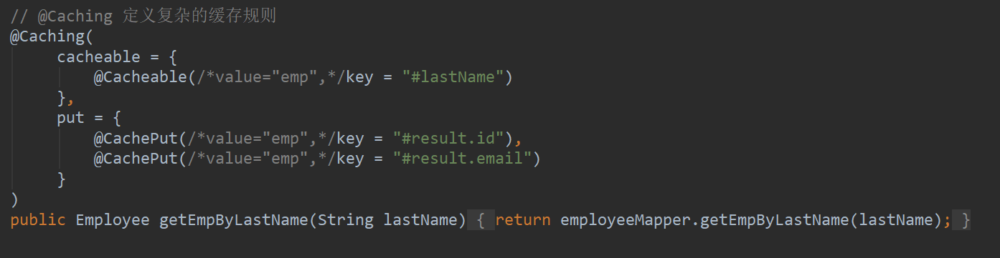 // @Caching 定义复杂的缓存规则
@Caching(
     cacheable = {
         @Cacheable(/*value="emp",*/key = "#lastName")
     },
     put = {
         @CachePut(/*value="emp",*/key = "#result.id"),
         @CachePut(/*value="emp",*/key = "#result.email")
     }
)
public Employee getEmpByLastName(String lastName) { return employeeMapper.getEmpByLastName(lastName); }